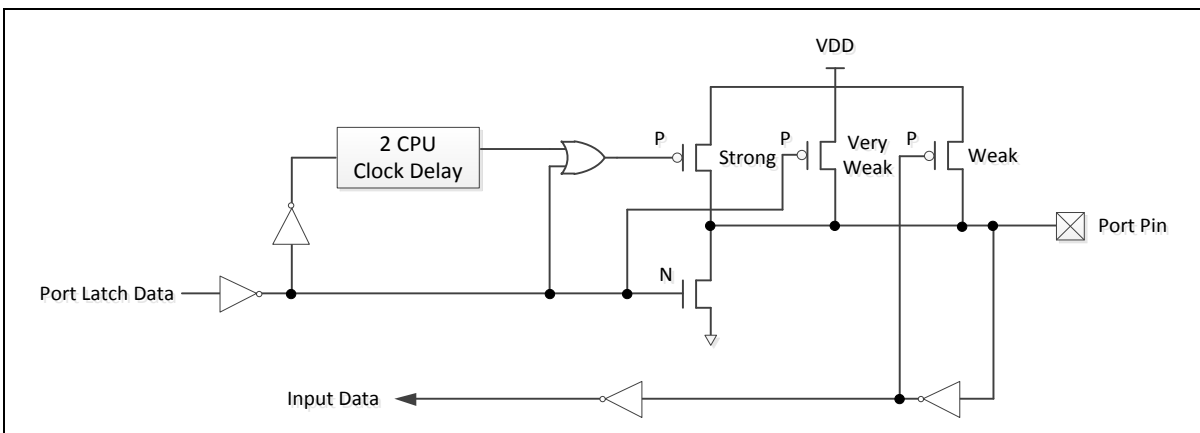 VDD
2 CPU
Clock Delay
P
Strong
P
Very
Weak
P
Weak
Port Pin
N
Port Latch Data
Input Data